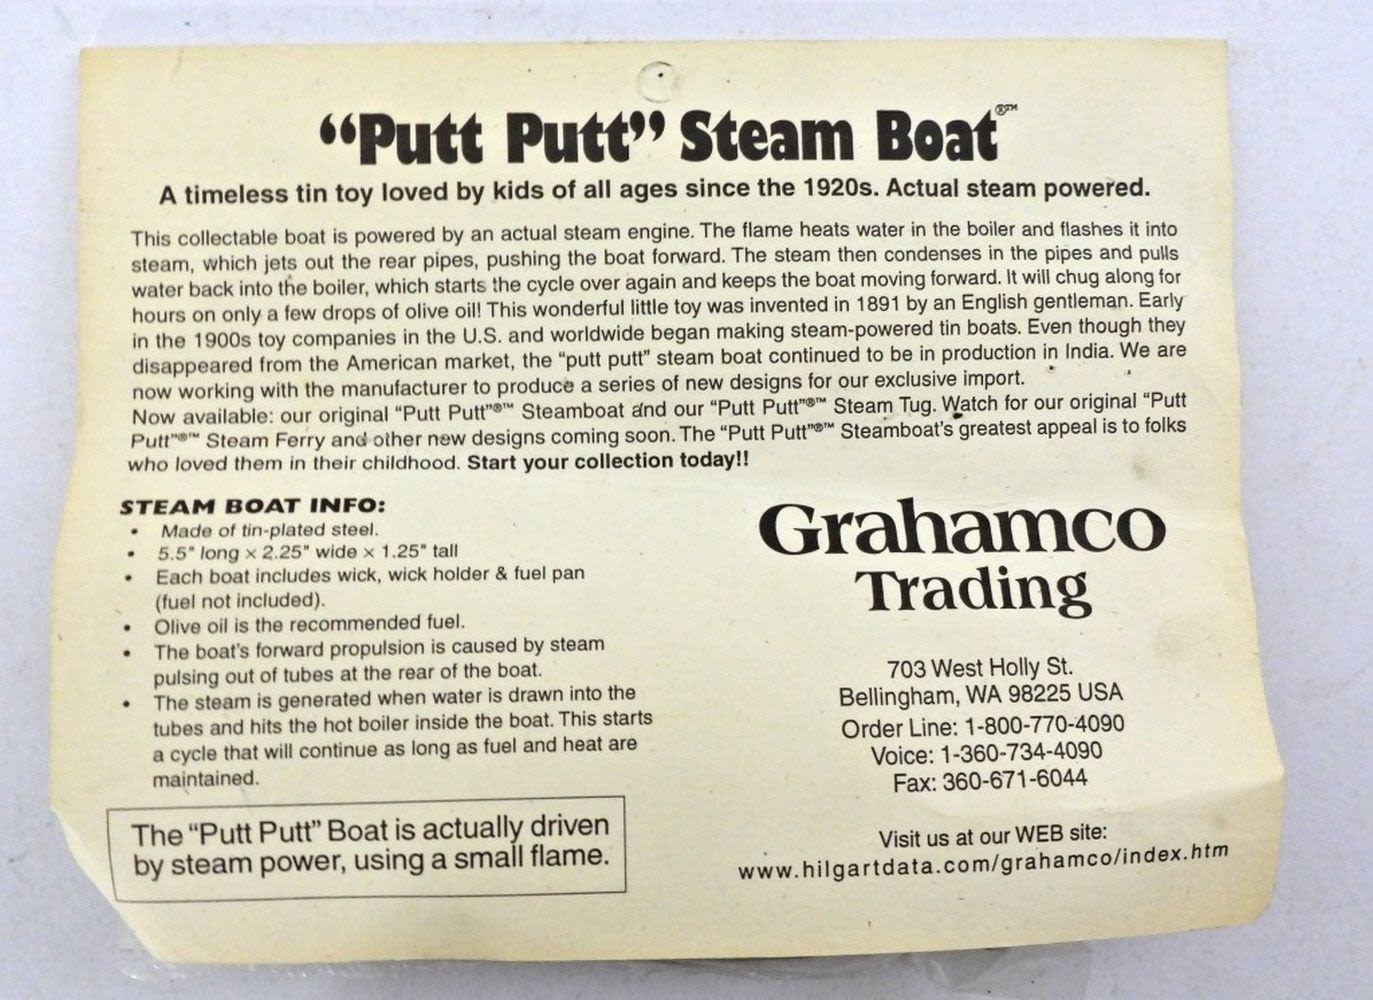 “Putt Putt” Steam Boat®™
A timeless tin toy loved by kids of all ages since the 1920s. Actual steam powered.
This collectable boat is powered by an actual steam engine. The flame heats water in the boiler and flashes it into
steam, which jets out the rear pipes, pushing the boat forward. The steam then condenses in the pipes and pulls
water back into the boiler, which starts the cycle over again and keeps the boat moving forward. It will chug along for
hours on only a few drops of olive oil! This wonderful little toy was invented in 1891 by an English gentleman. Early
in the 1900s toy companies in the U.S. and worldwide began making steam-powered tin boats. Even though they
disappeared from the American market, the “putt putt” steam boat continued to be in production in India. We are
now working with the manufacturer to produce a series of new designs for our exclusive import.
Now available: our original “Putt Putt”®™ Steamboat and our “Putt Putt”®™ Steam Tug. Watch for our original “Putt
Putt”®™ Steam Ferry and other new designs coming soon. The “Putt Putt”®™ Steamboat's greatest appeal is to folks
who loved them in their childhood. Start your collection today!!
STEAM BOAT INFO:
• Made of tin-plated steel.
• 5.5" long × 2.25" wide × 1.25" tall
• Each boat includes wick, wick holder & fuel pan
(fuel not included).
• Olive oil is the recommended fuel.
• The boat's forward propulsion is caused by steam
pulsing out of tubes at the rear of the boat.
• The steam is generated when water is drawn into the
tubes and hits the hot boiler inside the boat. This starts
a cycle that will continue as long as fuel and heat are
maintained.
The “Putt Putt” Boat is actually driven
by steam power, using a small flame.
Grahamco
Trading
703 West Holly St.
Bellingham, WA 98225 USA
Order Line: 1-800-770-4090
Voice: 1-360-734-4090
Fax: 360-671-6044
Visit us at our WEB site:
www.hilgartdata.com/grahamco/index.htm